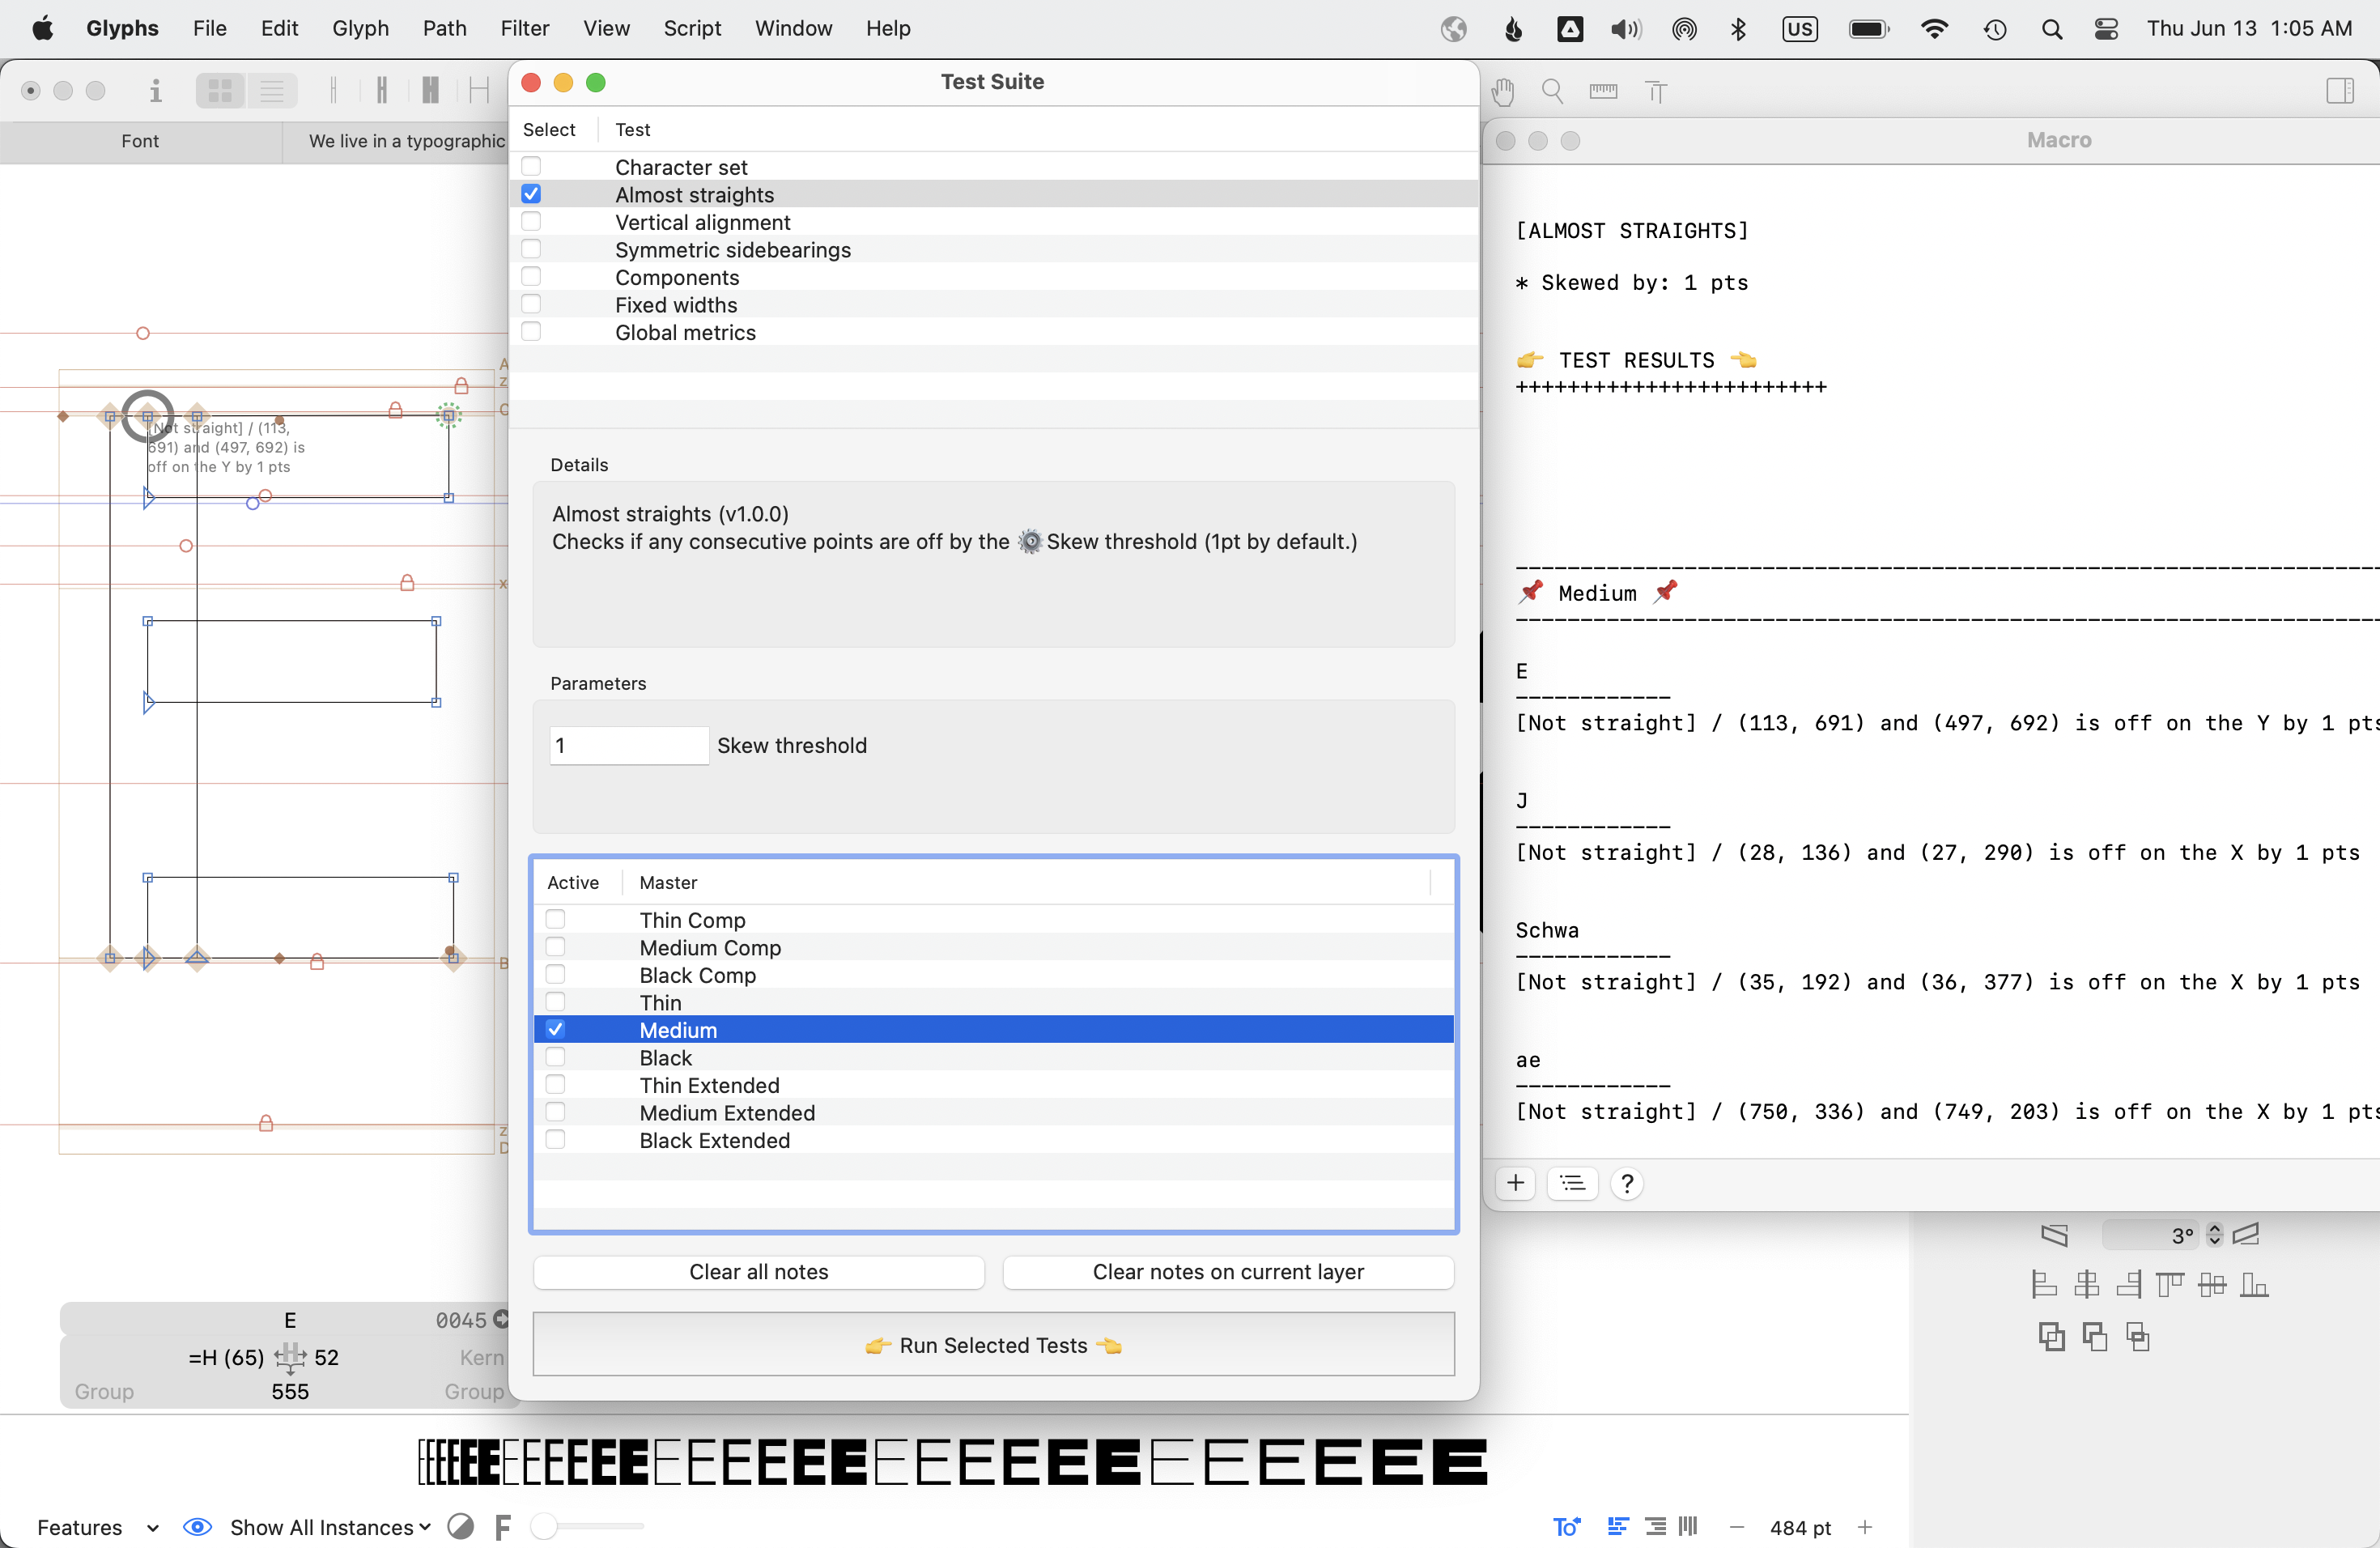 Glyphs File Edit Glyph Path Filter View Script Window Help
US
Thu Jun 13 1:05 AM
Font
We live in a typographic
Test Suite
Select Test
Character set
Almost straights
Vertical alignment
Symmetric sidebearings
Components
Fixed widths
Global metrics
Details
Almost straights (v1.0.0)
Checks if any consecutive points are off by the ⚙️Skew threshold (1pt by default.)
Parameters
1 Skew threshold
Active Master
Thin Comp
Medium Comp
Black Comp
Thin
Medium
Black
Thin Extended
Medium Extended
Black Extended
Clear all notes
Clear notes on current layer
👉 Run Selected Tests 👈
[Not straight] / (113,
691) and (497, 692) is
off on the Y by 1 pts
E 0045
=H (65) 52 Kern
Group 555 Group
Macro
[ALMOST STRAIGHTS]
* Skewed by: 1 pts
👉 TEST RESULTS 👈
++++++++++++++++++++++++
📌 Medium 📌
E
------------
[Not straight] / (113, 691) and (497, 692) is off on the Y by 1 pts
J
------------
[Not straight] / (28, 136) and (27, 290) is off on the X by 1 pts
Schwa
------------
[Not straight] / (35, 192) and (36, 377) is off on the X by 1 pts
ae
------------
[Not straight] / (750, 336) and (749, 203) is off on the X by 1 pts
3°
EEEEEEEEEEEEEEEEEEEEEEEEEEE
Features Show All Instances
484 pt